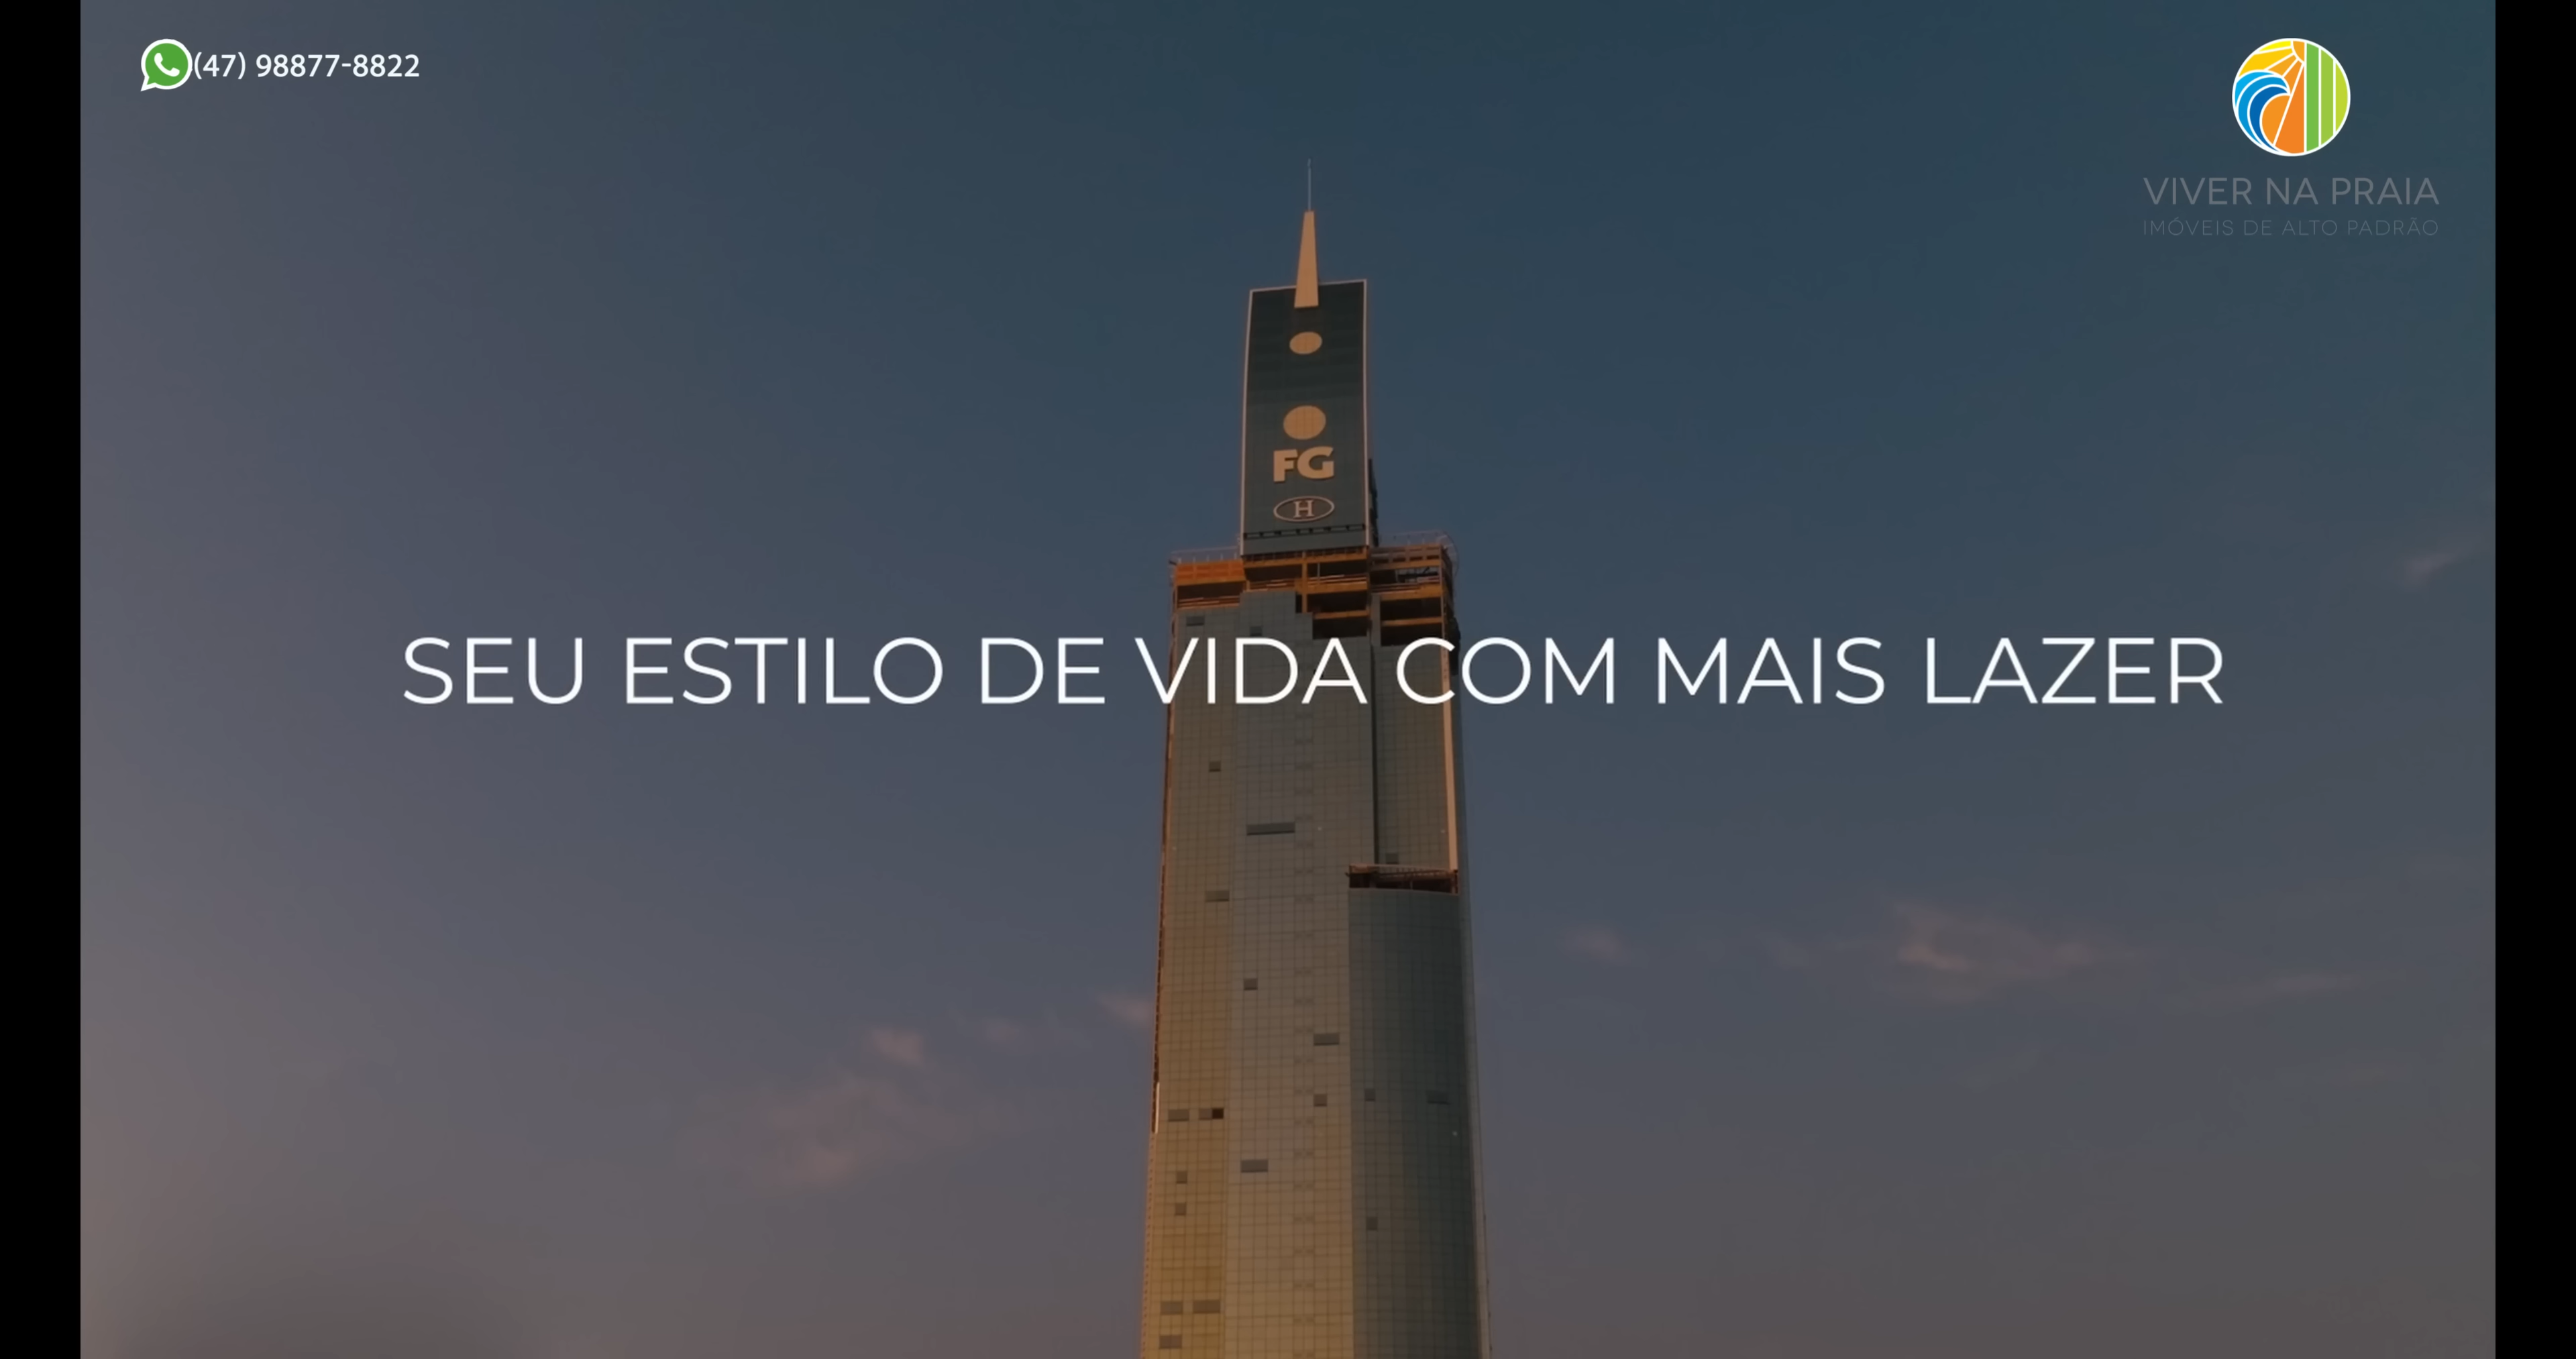 (47) 98877-8822
VIVER NA PRAIA
IMÓVEIS DE ALTO PADRÃO
FG
H
SEU ESTILO DE VIDA COM MAIS LAZER